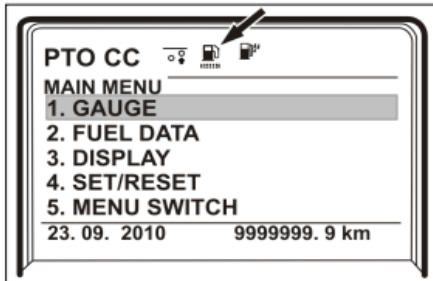 PTO CC
MAIN MENU
1. GAUGE
2. FUEL DATA
3. DISPLAY
4. SET/RESET
5. MENU SWITCH
23. 09. 2010 9999999. 9 km